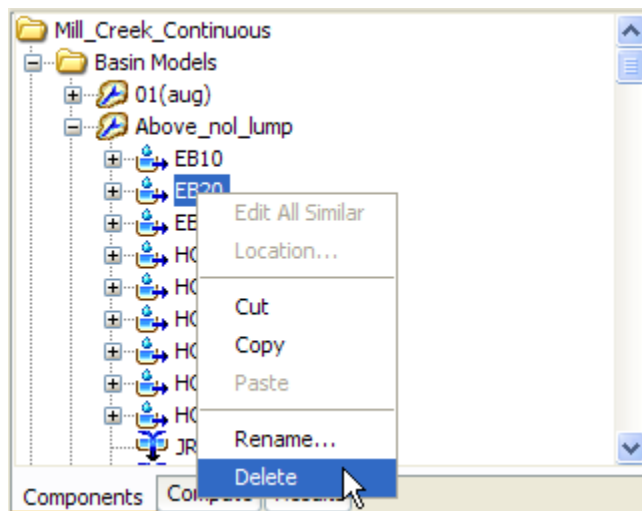 Mill_Creek_Continuous
Basin Models
01(aug)
Above_nol_lump
EB10
EB20
Edit All Similar
Location...
Cut
Copy
Paste
Rename...
Delete
Components